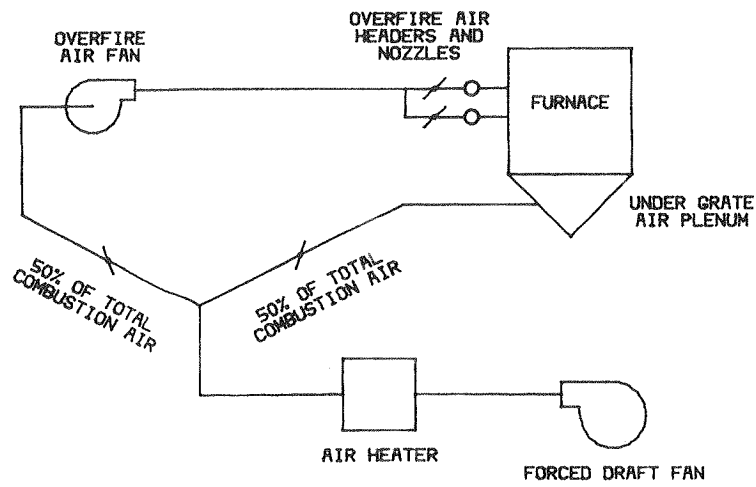 OVERFIRE
AIR FAN
OVERFIRE AIR
HEADERS AND
NOZZLES
FURNACE
UNDER GRATE
AIR PLENUM
50% OF TOTAL
COMBUSTION AIR
50% OF TOTAL
COMBUSTION AIR
AIR HEATER
FORCED DRAFT FAN